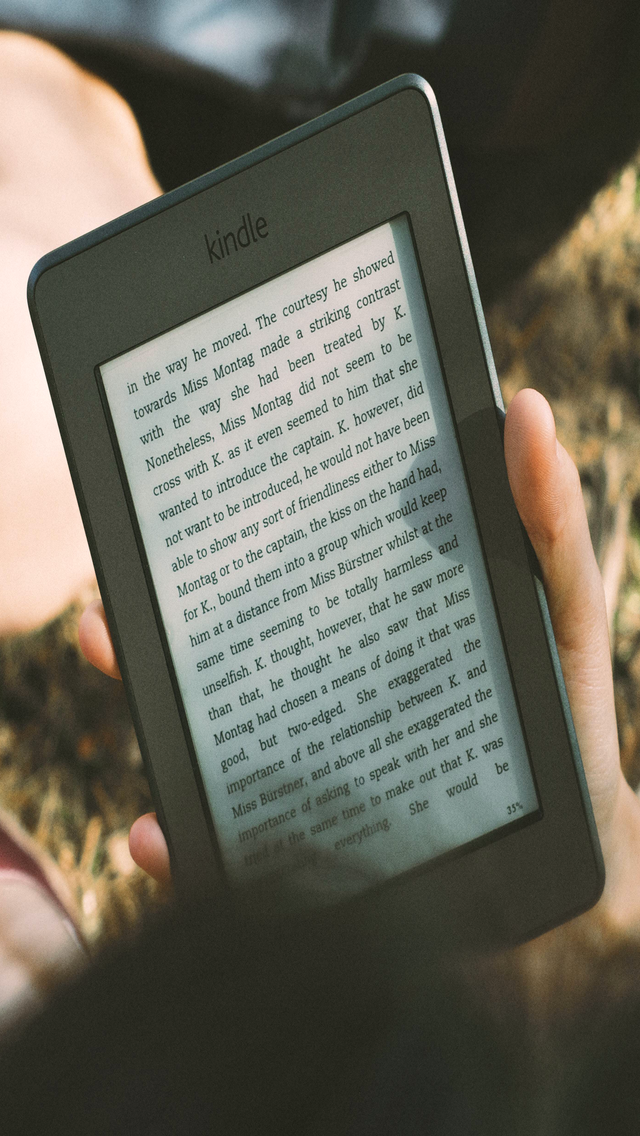 kindle
in the way he moved. The courtesy he showed
towards Miss Montag made a striking contrast
with the way she had been treated by K.
Nonetheless, Miss Montag did not seem to be
cross with K. as it even seemed to him that she
wanted to introduce the captain. K. however, did
not want to be introduced, he would not have been
able to show any sort of friendliness either to Miss
Montag or to the captain, the kiss on the hand had,
for K., bound them into a group which would keep
him at a distance from Miss Bürstner whilst at the
same time seeming to be totally harmless and
unselfish. K. thought, however, that he saw more
than that, he thought he also saw that Miss
Montag had chosen a means of doing it that was
good, but two-edged. She exaggerated the
importance of the relationship between K. and
Miss Bürstner, and above all she exaggerated the
importance of asking to speak with her and she
tried at the same time to make out that K. was
everything. She would be
35%